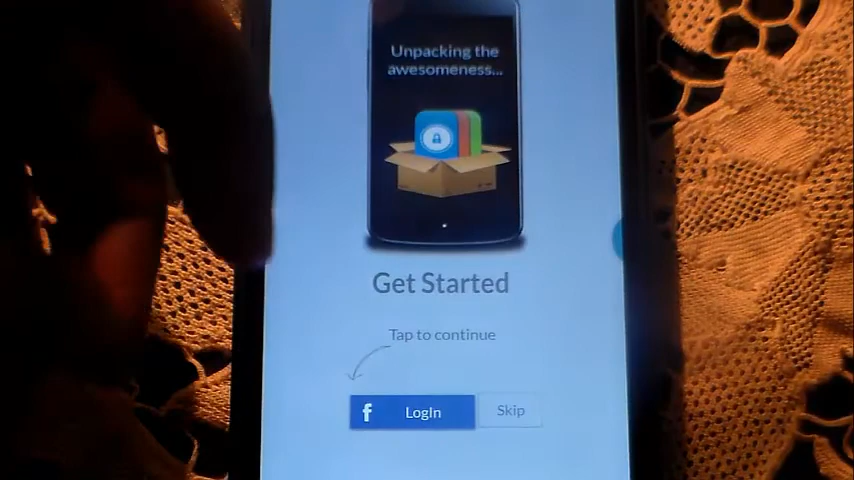 Unpacking the
awesomeness...
Get Started
Tap to continue
f LogIn
Skip